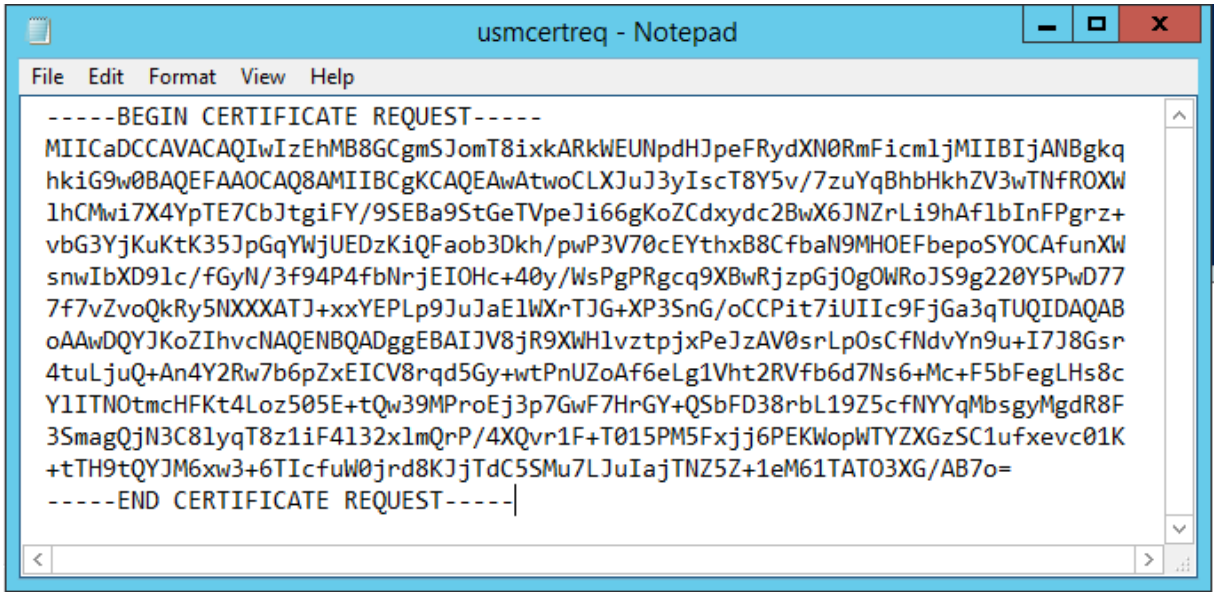 usmcertreq - Notepad
File Edit Format View Help
-----BEGIN CERTIFICATE REQUEST-----
MIICaDCCAVACAQIwIzEhMB8GCgmSJomT8ixkARkWEUNpdHJpeFRydXN0RmFicmljMIIBIjANBgkq
hkiG9w0BAQEFAAOCAQ8AMIIBCgKCAQEAwAtwoCLXJuJ3yIscT8Y5v/7zuYqBhbHkhZV3wTNfROXW
lhCMwi7X4YpTE7CbJtgiFY/9SEBa9StGeTVpeJi66gKoZCdxydc2BwX6JNZrLi9hAflbInFPgrz+
vbG3YjKuKtK35JpGqYWjUEDzKiQFaob3Dkh/pwP3V70cEYthxB8CfbaN9MHOEFbepoSYOCAfunXW
snwIbXD9lc/fGyN/3f94P4fbNrjEIOHc+40y/WsPgPRgcq9XBwRjzpGjOgOWRoJS9g220Y5PwD77
7f7vZvoQkRy5NXXXATJ+xxYEPLp9JuJaElWXrTJG+XP3SnG/oCCPit7iUIIc9FjGa3qTUQIDAQAB
oAAwDQYJKoZIhvcNAQENBQADggEBAIJV8jR9XWHlvztpjxPeJzAV0srLpOsCfNdvYn9u+I7J8Gsr
4tuLjuQ+An4Y2Rw7b6pZxEICV8rqd5Gy+wtPnUZoAf6eLg1Vht2RVfb6d7Ns6+Mc+F5bFegLHs8c
YlITNOtmcHFKt4Loz505E+tQw39MProEj3p7GwF7HrGY+QSbFD38rbL19Z5cfNYYqMbsgyMgdR8F
3SmagQjN3C8lyqT8z1iF4l32xlmQrP/4XQvr1F+T015PM5Fxjj6PEKWopWTYZXGzSC1ufxevc01K
+tTH9tQYJM6xw3+6TIcfuW0jrd8KJjTdC5SMu7LJuIajTNZ5Z+1eM61TATO3XG/AB7o=
-----END CERTIFICATE REQUEST-----